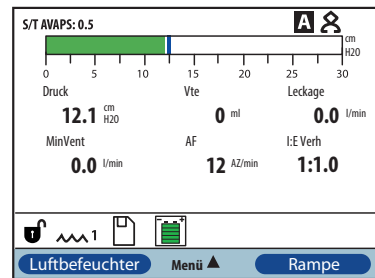 S/T AVAPS: 0.5 A
cm H2O
0 5 10 15 20 25 30
Druck Vte Leckage
12.1 cm H2O 0 ml 0.0 l/min
MinVent AF I:E Verh
0.0 l/min 12 AZ/min 1:1.0
1
Luftbefeuchter Menü Rampe